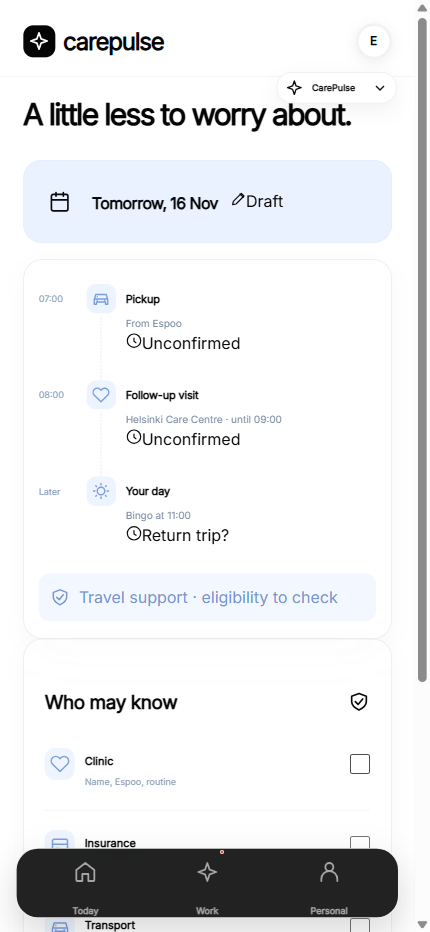 carepulse
E
CarePulse
A little less to worry about.
Tomorrow, 16 Nov Draft
07:00 Pickup
From Espoo
Unconfirmed
08:00 Follow-up visit
Helsinki Care Centre · until 09:00
Unconfirmed
Later Your day
Bingo at 11:00
Return trip?
Travel support · eligibility to check
Who may know
Clinic
Name, Espoo, routine
Insurance
Today Work Personal
Transport